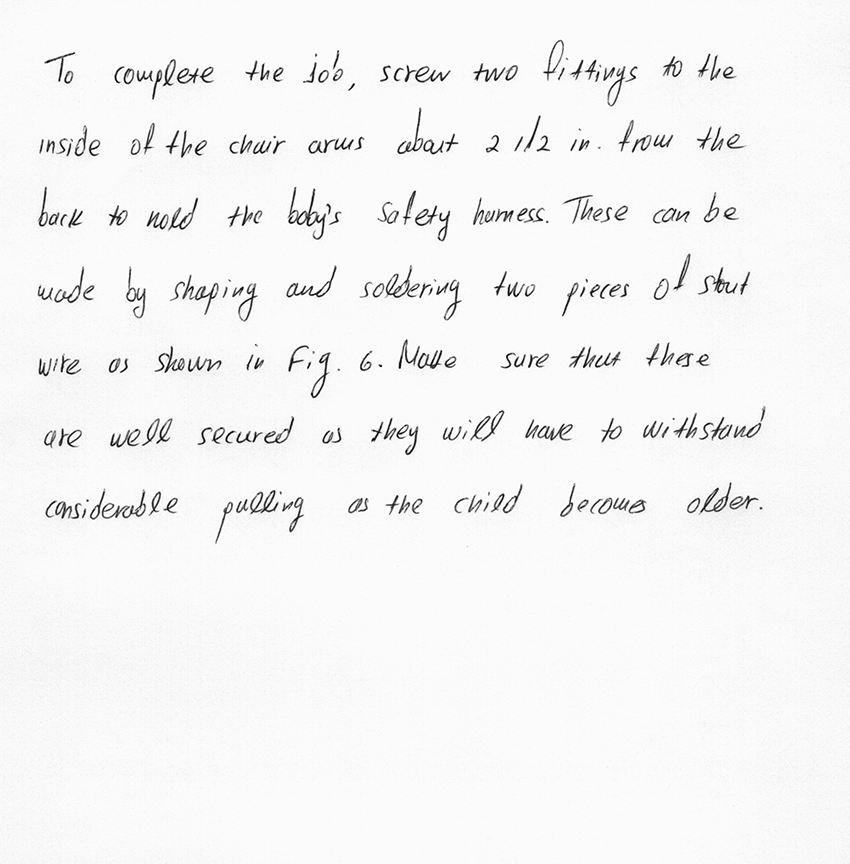 To complete the job, screw two fittings to the
inside of the chair arms about 2 1/2 in. from the
back to hold the baby's safety harness. These can be
made by shaping and soldering two pieces of stout
wire as shown in Fig. 6. Make sure that these
are well secured as they will have to withstand
considerable pulling as the child becomes older.